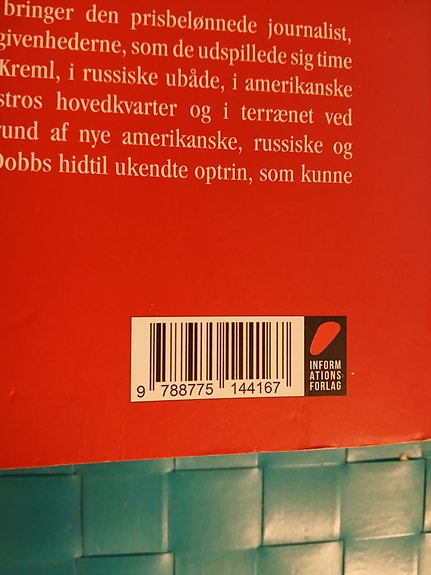 bringer den prisbelønnede journalist,
givenhederne, som de udspillede sig time
Kreml, i russiske ubåde, i amerikanske
stros hovedkvarter og i terrænet ved
rund af nye amerikanske, russiske og
Dobbs hidtil ukendte optrin, som kunne
9 788775 144167
INFORM
ATIONS
FORLAG